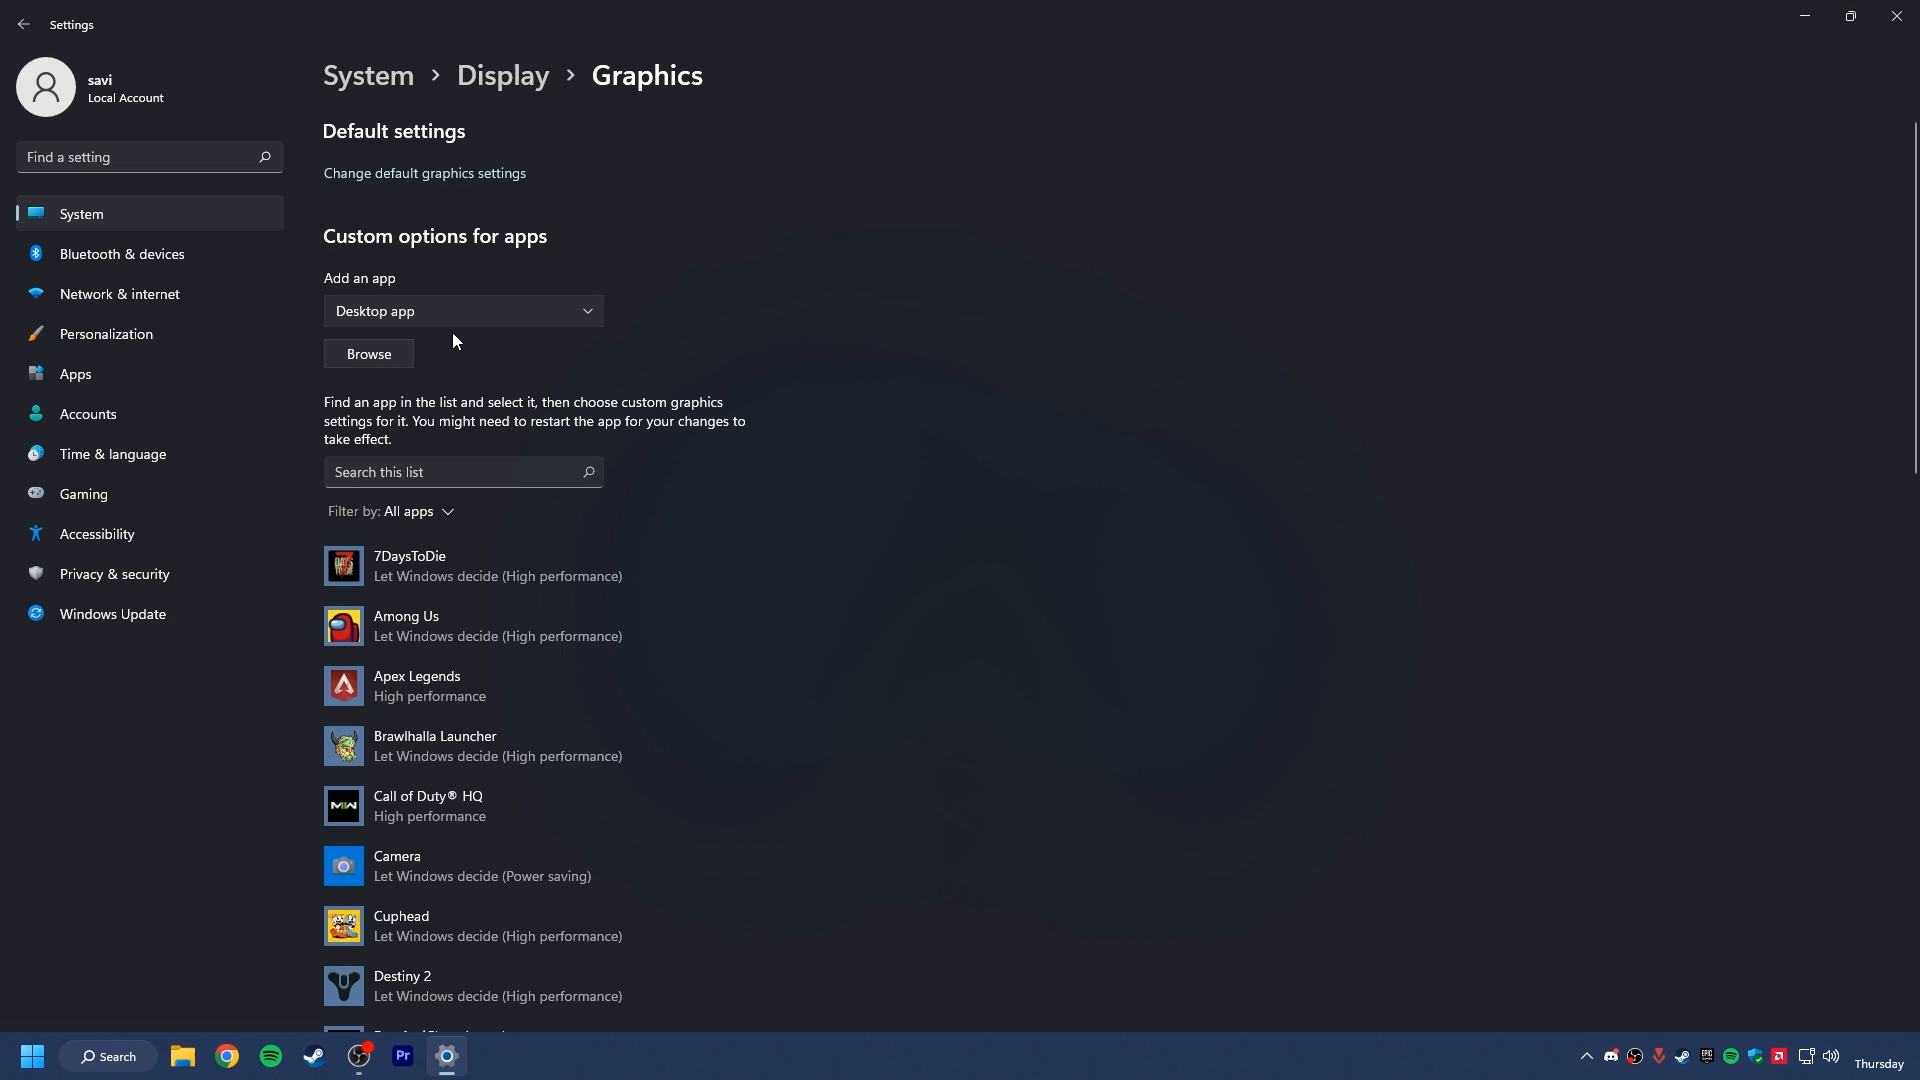 Settings
savi
Local Account
Find a setting
System
Bluetooth & devices
Network & internet
Personalization
Apps
Accounts
Time & language
Gaming
Accessibility
Privacy & security
Windows Update
System > Display > Graphics
Default settings
Change default graphics settings
Custom options for apps
Add an app
Desktop app
Browse
Find an app in the list and select it, then choose custom graphics
settings for it. You might need to restart the app for your changes to
take effect.
Search this list
Filter by: All apps
7DaysToDie
Let Windows decide (High performance)
Among Us
Let Windows decide (High performance)
Apex Legends
High performance
Brawlhalla Launcher
Let Windows decide (High performance)
MW
Call of Duty® HQ
High performance
Camera
Let Windows decide (Power saving)
Cuphead
Let Windows decide (High performance)
Destiny 2
Let Windows decide (High performance)
Search
Pr
Thursday